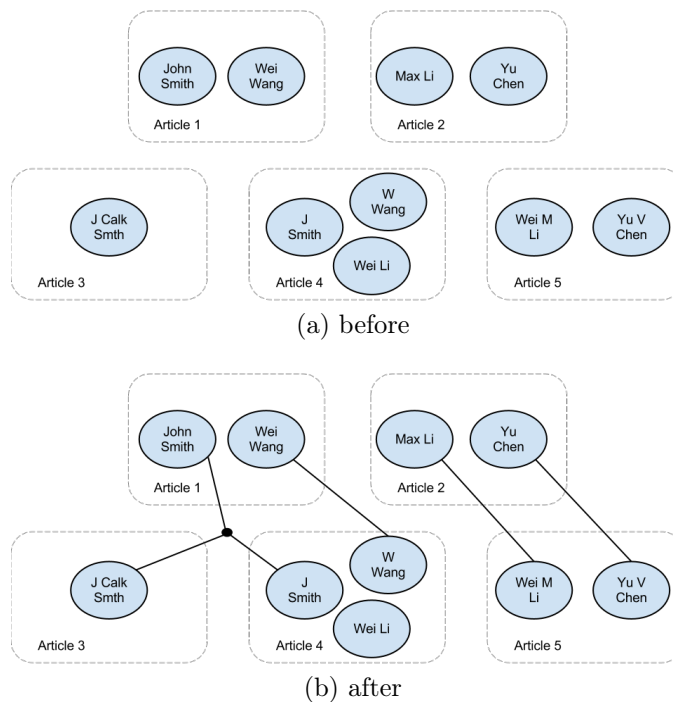 John
Smith
Wei
Wang
Article 1
Max Li
Yu
Chen
Article 2
J Calk
Smth
Article 3
J
Smith
W
Wang
Wei Li
Article 4
Wei M
Li
Yu V
Chen
Article 5
(a) before
John
Smith
Wei
Wang
Article 1
Max Li
Yu
Chen
Article 2
J Calk
Smth
Article 3
J
Smith
W
Wang
Wei Li
Article 4
Wei M
Li
Yu V
Chen
Article 5
(b) after